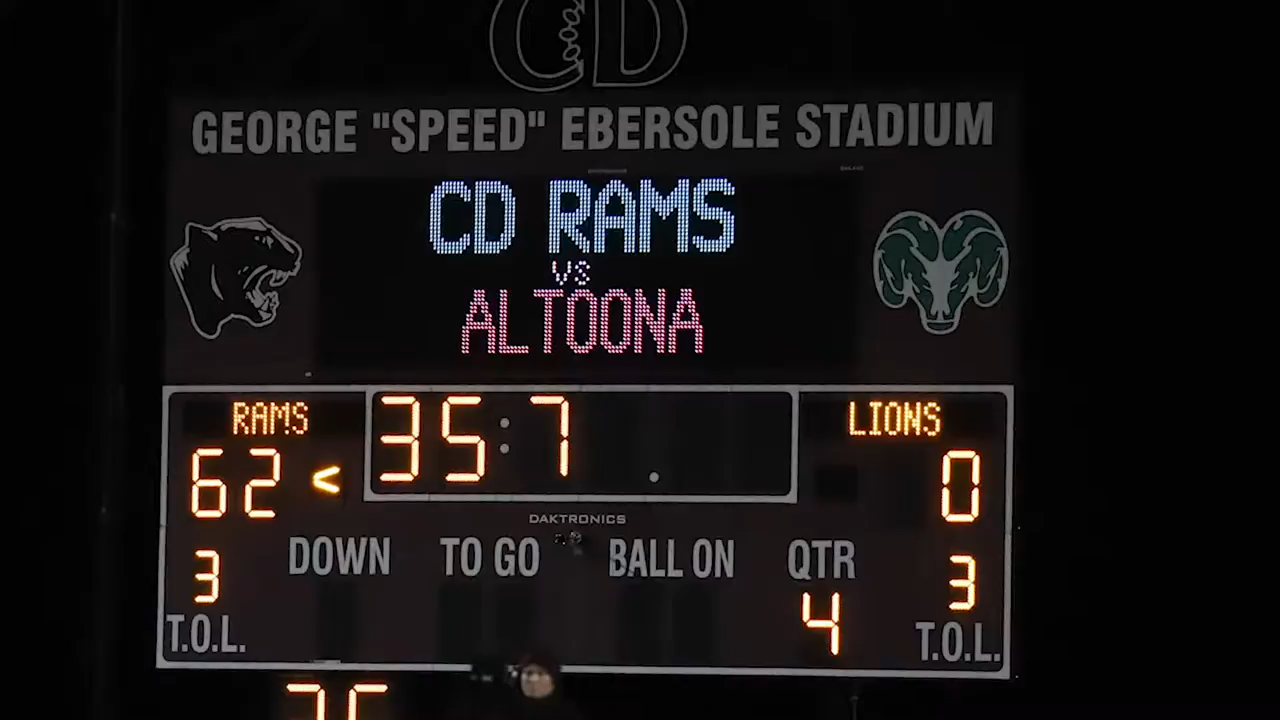 CD
GEORGE "SPEED" EBERSOLE STADIUM
CD RAMS
VS
ALTOONA
RAMS
35:7 .
LIONS
62 <
0
DAKTRONICS
DOWN
TO GO
BALL ON
QTR
3
3
4
T.O.L.
T.O.L.